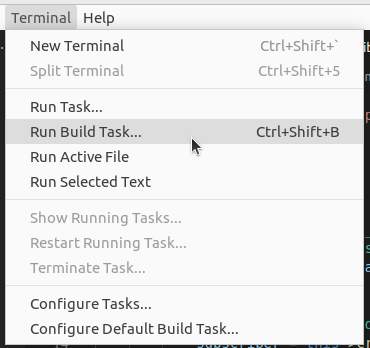 Terminal Help
New Terminal Ctrl+Shift+`
Split Terminal Ctrl+Shift+5
Run Task...
Run Build Task... Ctrl+Shift+B
Run Active File
Run Selected Text
Show Running Tasks...
Restart Running Task...
Terminate Task...
Configure Tasks...
Configure Default Build Task...